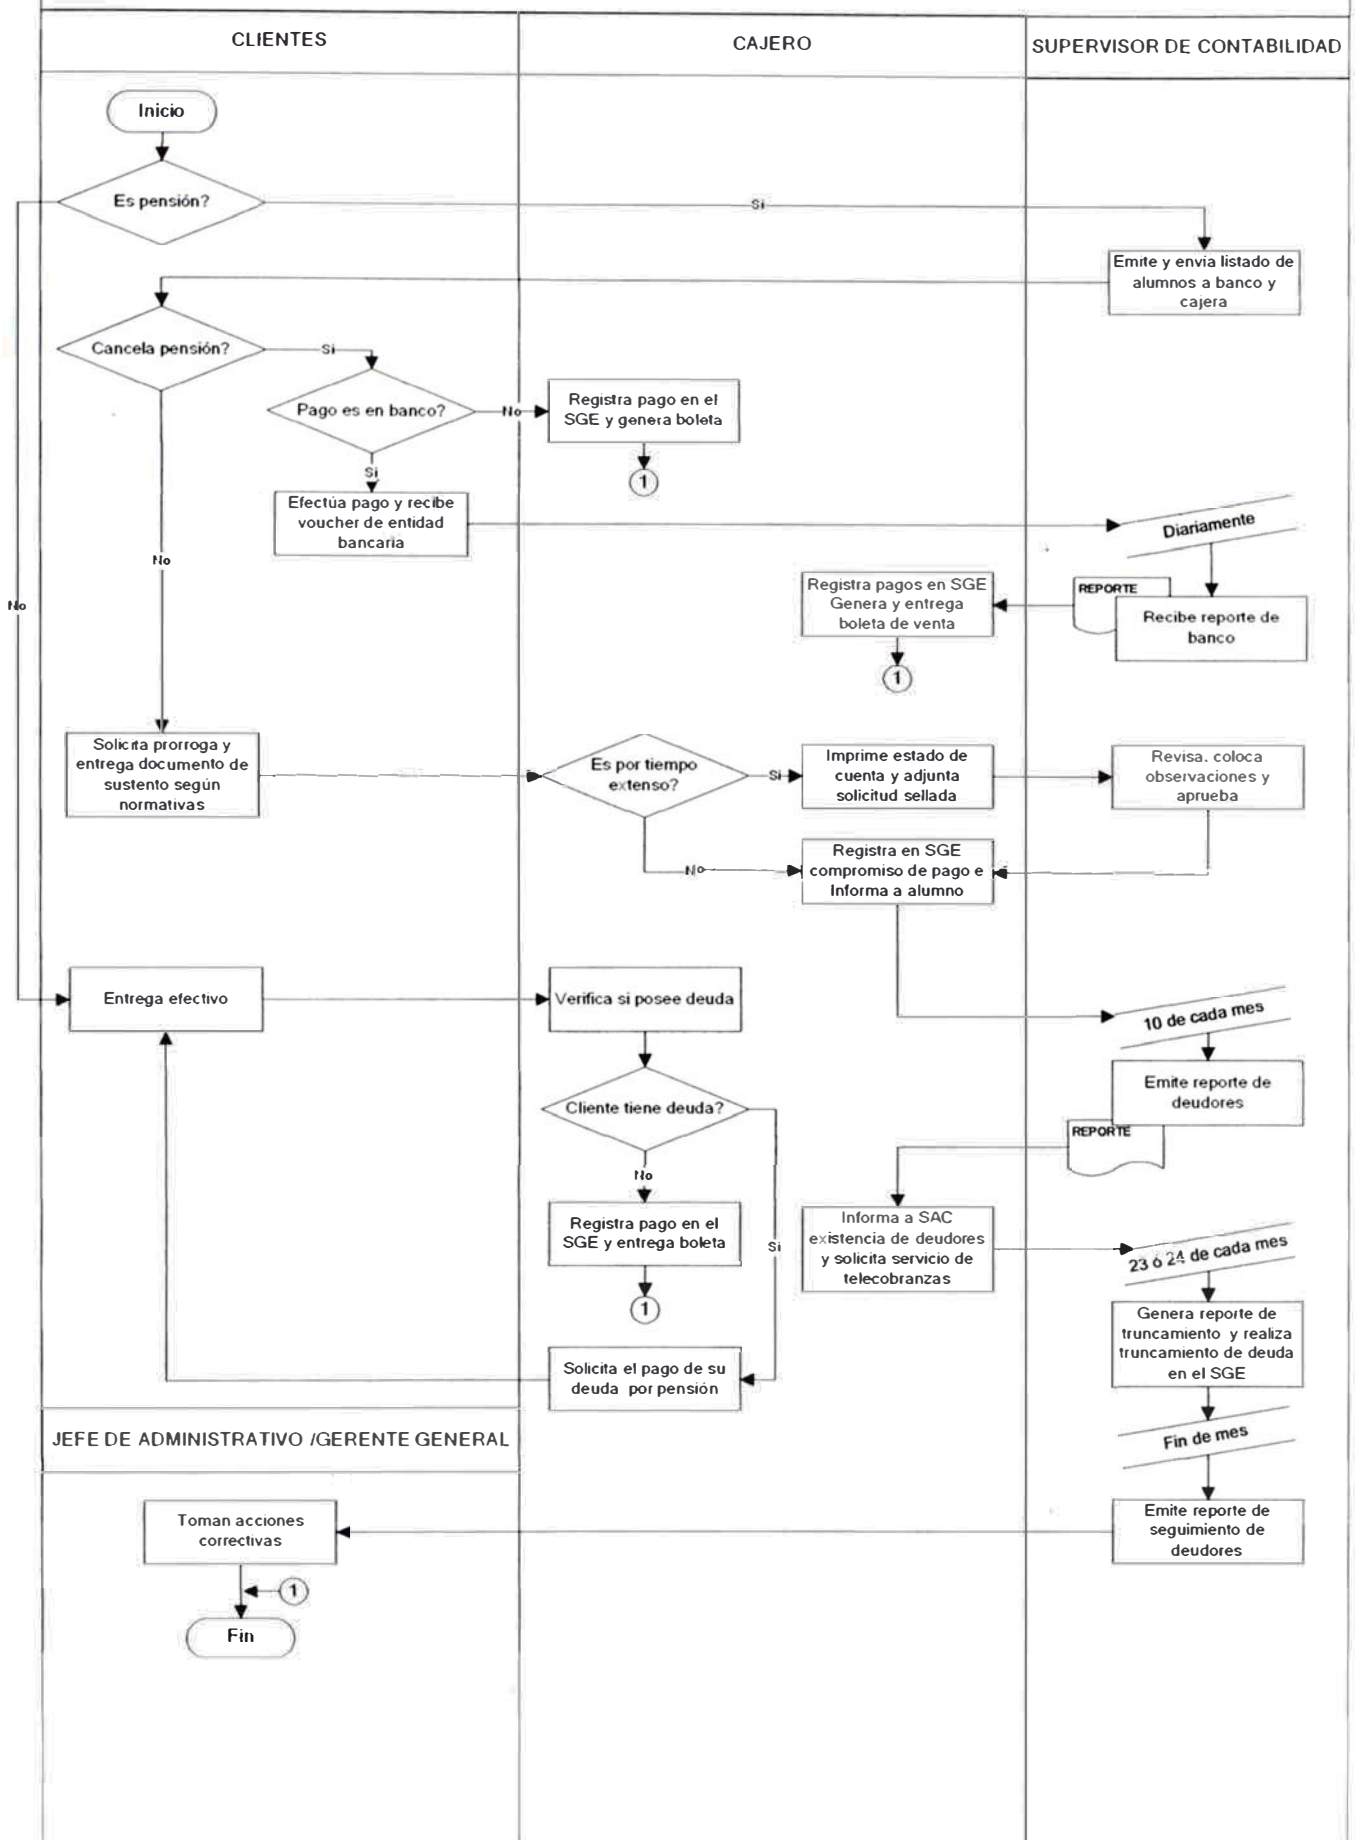 CLIENTES
CAJERO
SUPERVISOR DE CONTABILIDAD
Inicio
Es pensión?
Si
Emite y envia listado de
alumnos a banco y
cajera
Cancela pensión?
Si
Pago es en banco?
No
Registra pago en el
SGE y genera boleta
1
Si
Efectúa pago y recibe
voucher de entidad
bancaria
Diariamente
No
No
Registra pagos en SGE
Genera y entrega
boleta de venta
REPORTE
Recibe reporte de
banco
1
Solicita prorroga y
entrega documento de
sustento según
normativas
Es por tiempo
extenso?
Si
Imprime estado de
cuenta y adjunta
solicitud sellada
Revisa. coloca
observaciones y
aprueba
No
Registra en SGE
compromiso de pago e
Informa a alumno
Entrega efectivo
Verifica si posee deuda
10 de cada mes
Cliente tiene deuda?
Emite reporte de
deudores
REPORTE
No
Registra pago en el
SGE y entrega boleta
Si
Informa a SAC
existencia de deudores
y solicita servicio de
telecobranzas
23 ó 24 de cada mes
1
Genera reporte de
truncamiento y realiza
truncamiento de deuda
en el SGE
Solicita el pago de su
deuda por pensión
Fin de mes
JEFE DE ADMINISTRATIVO /GERENTE GENERAL
Toman acciones
correctivas
Emite reporte de
seguimiento de
deudores
1
Fin